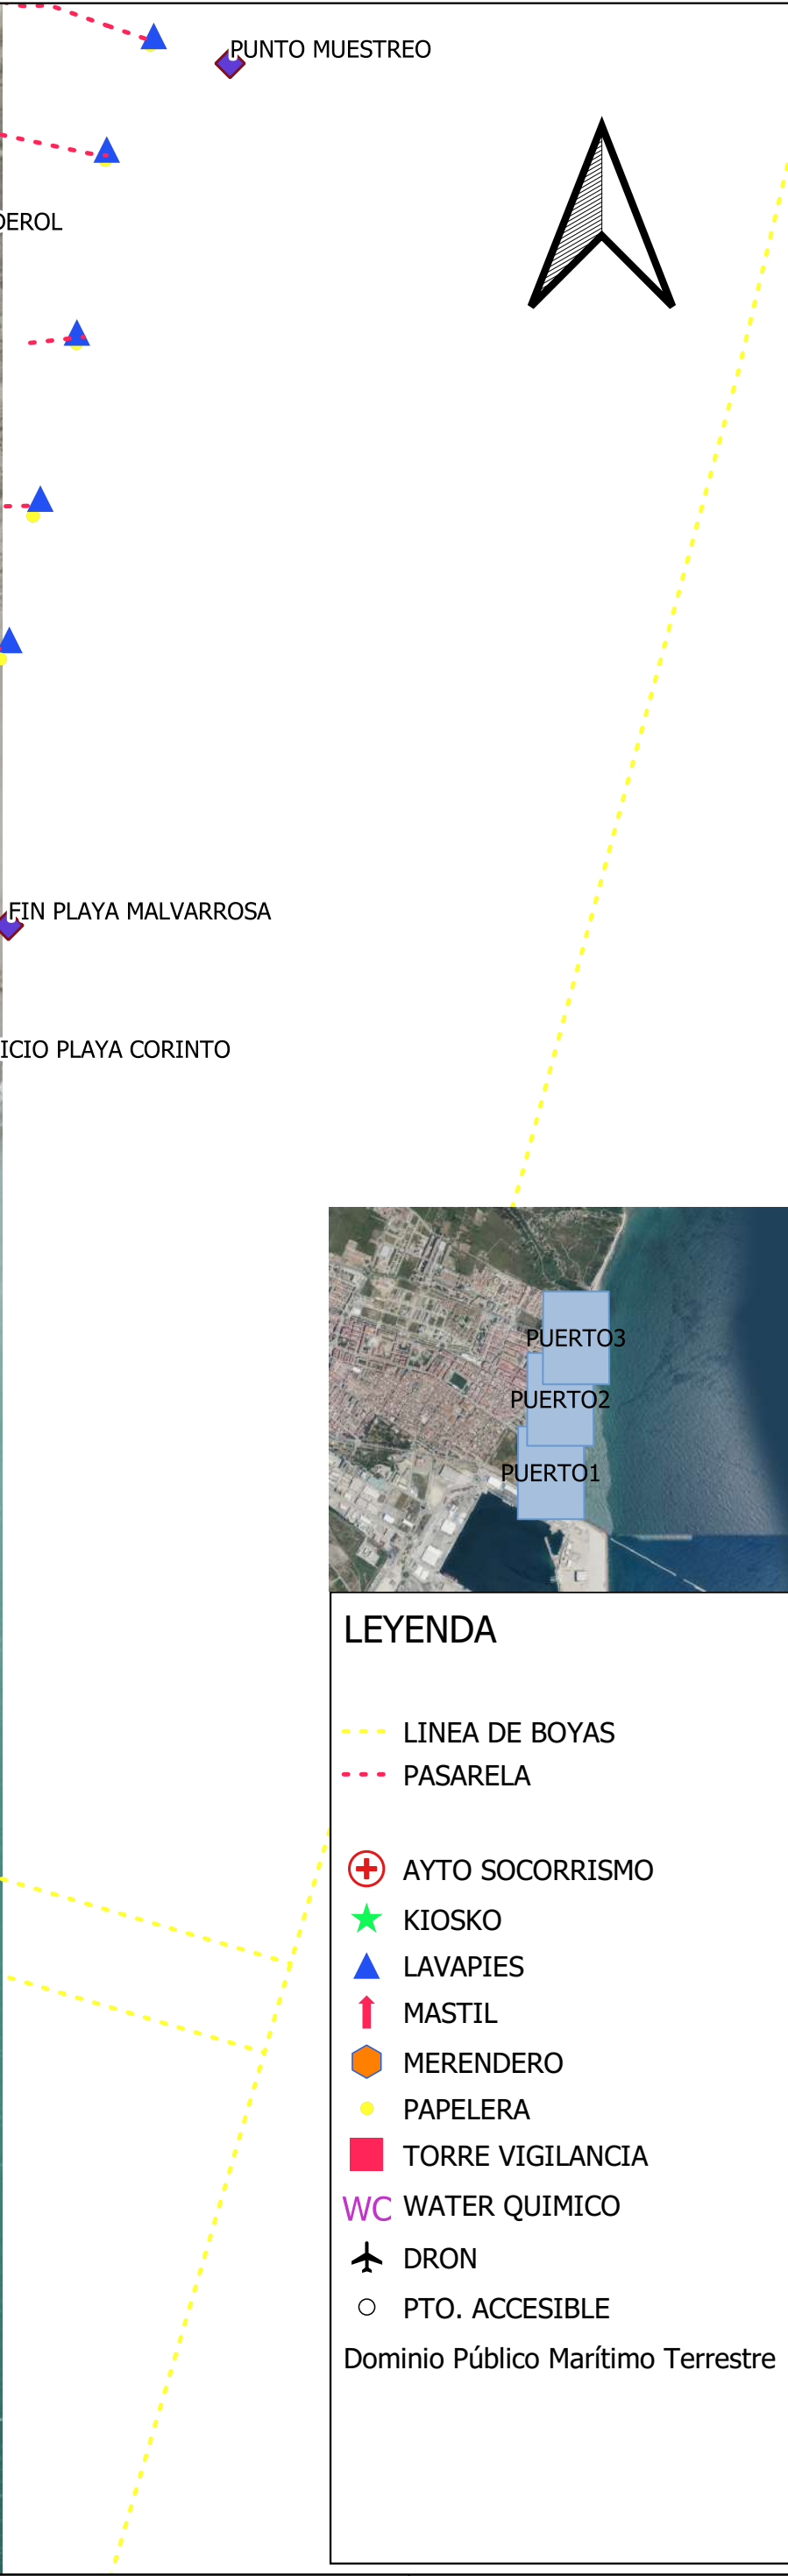 PUNTO MUESTREO
DEROL
FIN PLAYA MALVARROSA
ICIO PLAYA CORINTO
PUERTO3
PUERTO2
PUERTO1
LEYENDA
LINEA DE BOYAS
PASARELA
AYTO SOCORRISMO
KIOSKO
LAVAPIES
MASTIL
MERENDERO
PAPELERA
TORRE VIGILANCIA
WC WATER QUIMICO
DRON
PTO. ACCESIBLE
Dominio Público Marítimo Terrestre